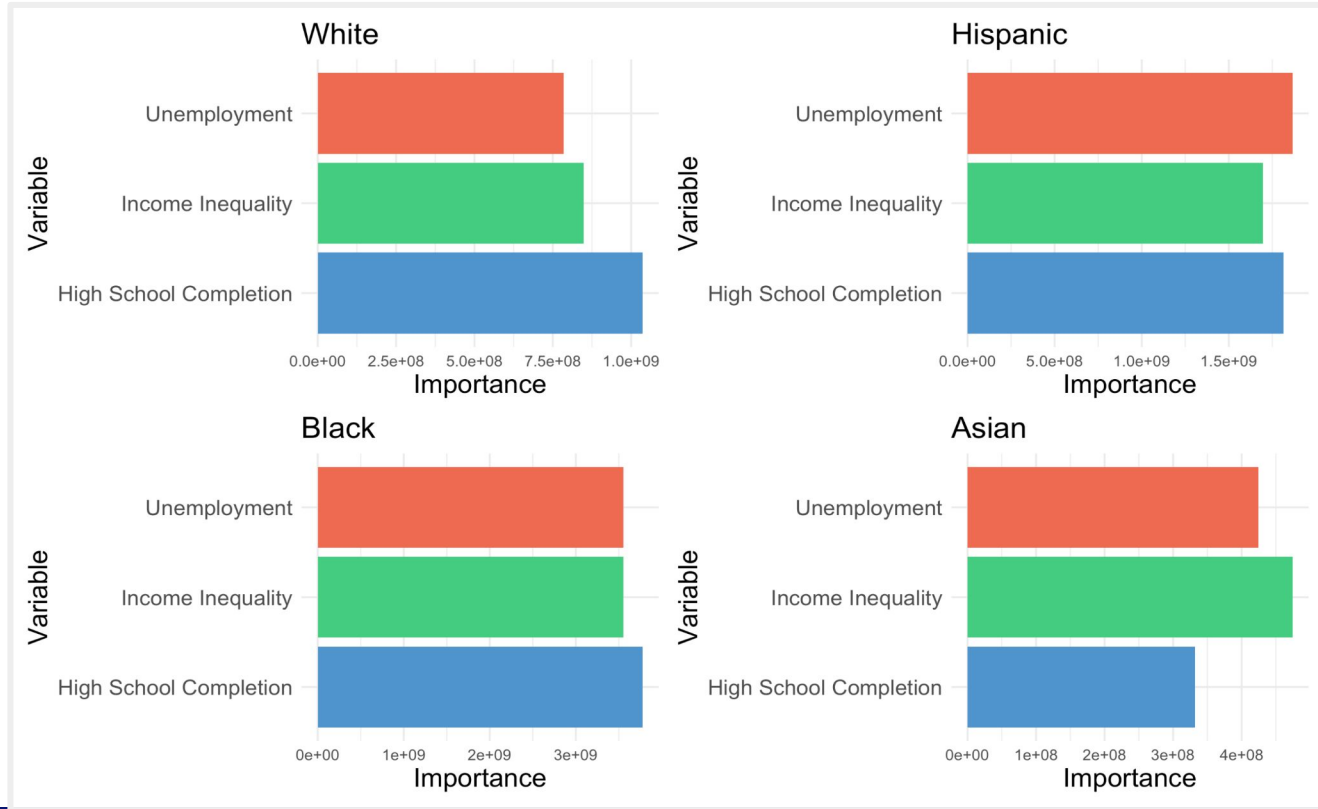 White
Variable
Unemployment
Income Inequality
High School Completion
0.0e+00 2.5e+08 5.0e+08 7.5e+08 1.0e+09
Importance
Hispanic
Variable
Unemployment
Income Inequality
High School Completion
0.0e+00 5.0e+08 1.0e+09 1.5e+09
Importance
Black
Variable
Unemployment
Income Inequality
High School Completion
0e+00 1e+09 2e+09 3e+09
Importance
Asian
Variable
Unemployment
Income Inequality
High School Completion
0e+00 1e+08 2e+08 3e+08 4e+08
Importance